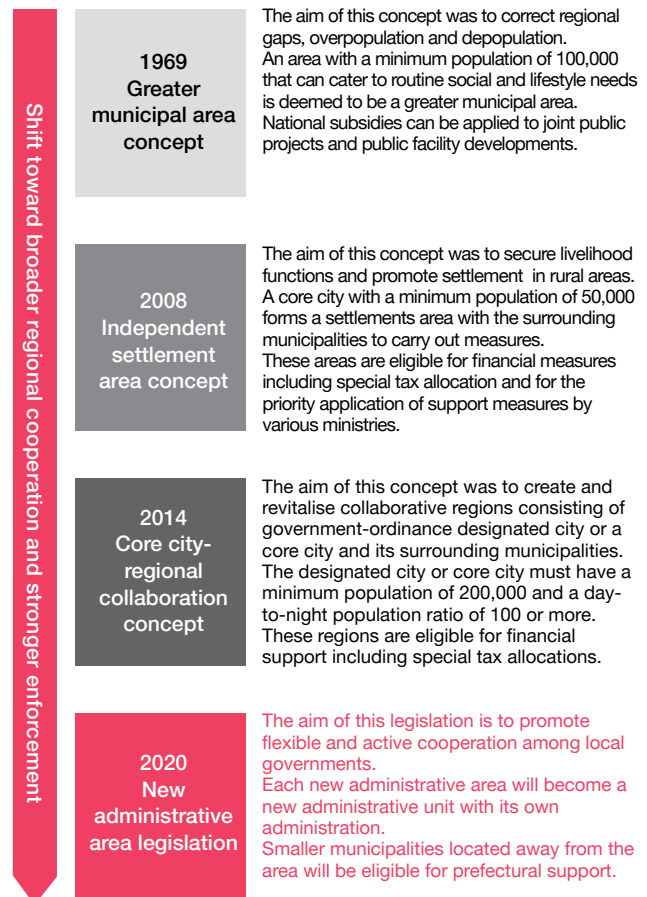 Shift toward broader regional cooperation and stronger enforcement
1969
Greater
municipal area
concept
The aim of this concept was to correct regional
gaps, overpopulation and depopulation.
An area with a minimum population of 100,000
that can cater to routine social and lifestyle needs
is deemed to be a greater municipal area.
National subsidies can be applied to joint public
projects and public facility developments.
2008
Independent
settlement
area concept
The aim of this concept was to secure livelihood
functions and promote settlement in rural areas.
A core city with a minimum population of 50,000
forms a settlements area with the surrounding
municipalities to carry out measures.
These areas are eligible for financial measures
including special tax allocation and for the
priority application of support measures by
various ministries.
2014
Core city-
regional
collaboration
concept
The aim of this concept was to create and
revitalise collaborative regions consisting of
government-ordinance designated city or a
core city and its surrounding municipalities.
The designated city or core city must have a
minimum population of 200,000 and a day-
to-night population ratio of 100 or more.
These regions are eligible for financial
support including special tax allocations.
2020
New
administrative
area legislation
The aim of this legislation is to promote
flexible and active cooperation among local
governments.
Each new administrative area will become a
new administrative unit with its own
administration.
Smaller municipalities located away from the
area will be eligible for prefectural support.